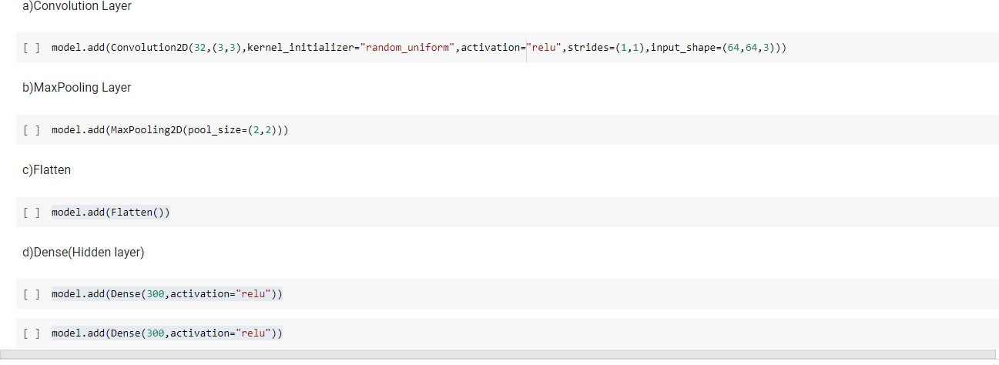 a)Convolution Layer
[ ] model.add(Convolution2D(32,(3,3),kernel_initializer="random_uniform",activation="relu",strides=(1,1),input_shape=(64,64,3)))
b)MaxPooling Layer
[ ] model.add(MaxPooling2D(pool_size=(2,2)))
c)Flatten
[ ] model.add(Flatten())
d)Dense(Hidden layer)
[ ] model.add(Dense(300,activation="relu"))
[ ] model.add(Dense(300,activation="relu"))